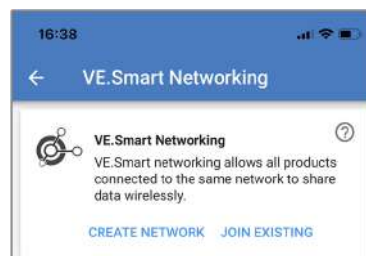 16:38
VE.Smart Networking
VE.Smart Networking
VE.Smart networking allows all products
connected to the same network to share
data wirelessly.
CREATE NETWORK JOIN EXISTING